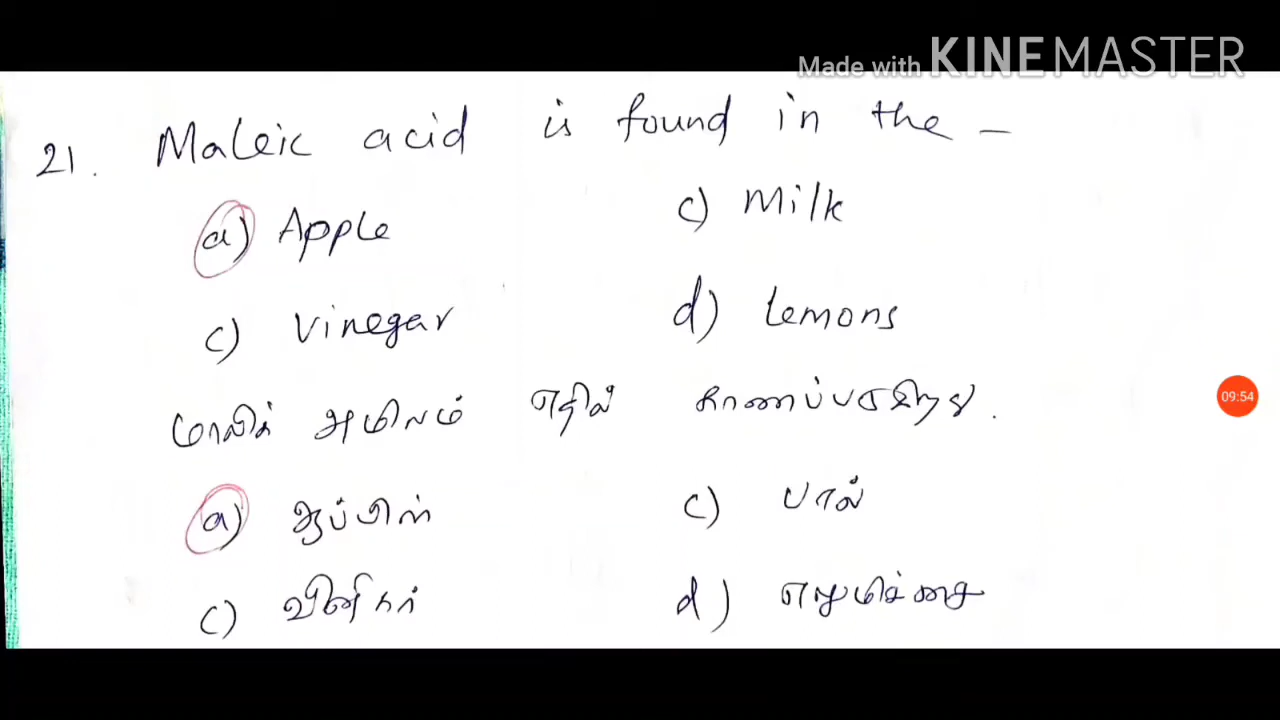 Made with KINEMASTER
21. Maleic acid is found in the —
a) Apple c) Milk
c) Vinegar d) Lemons
மாலிக் அமிலம் எதில் காணப்படுகிறது.
09:54
a) ஆப்பிள் c) பால்
c) வினிகர் d) எலுமிச்சை